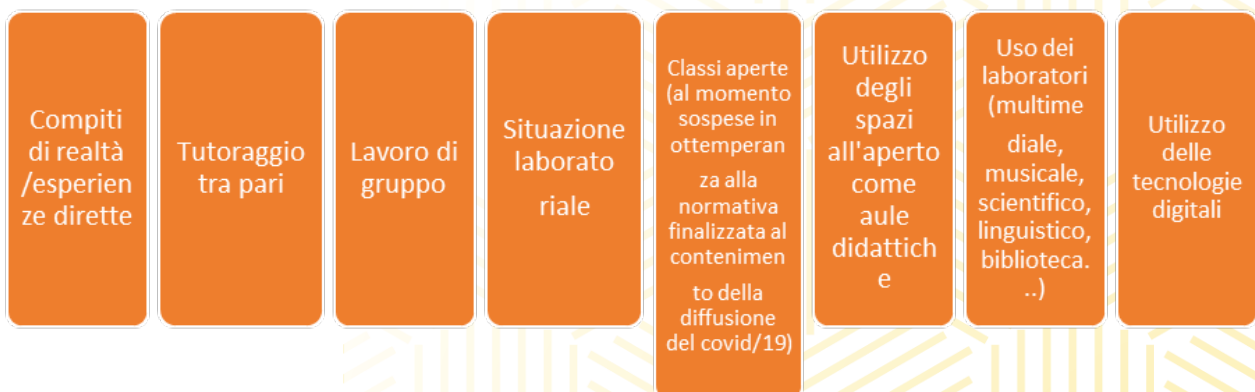 Compiti
di realtà
/esperien
ze dirette
Tutoraggio
tra pari
Lavoro di
gruppo
Situazione
laborato
riale
Classi aperte
(al momento
sospese in
ottemperan
za alla
normativa
finalizzata al
contenimen
to della
diffusione
del covid/19)
Utilizzo
degli
spazi
all'aperto
come
aule
didattich
e
Uso dei
laboratori
(multime
diale,
musicale,
scientifico,
linguistico,
biblioteca.
..)
Utilizzo
delle
tecnologie
digitali